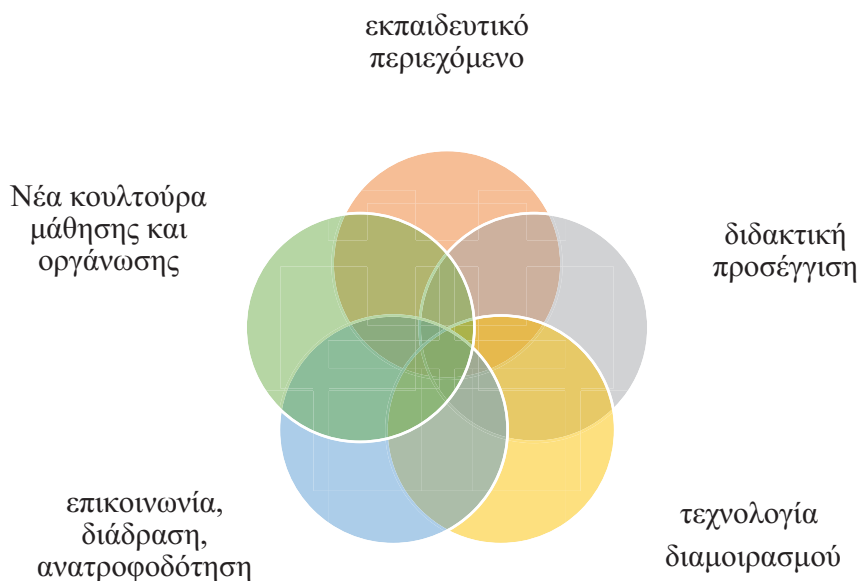 εκπαιδευτικό
περιεχόμενο
Νέα κουλτούρα
μάθησης και
οργάνωσης
διδακτική
προσέγγιση
επικοινωνία,
διάδραση,
ανατροφοδότηση
τεχνολογία
διαμοιρασμού